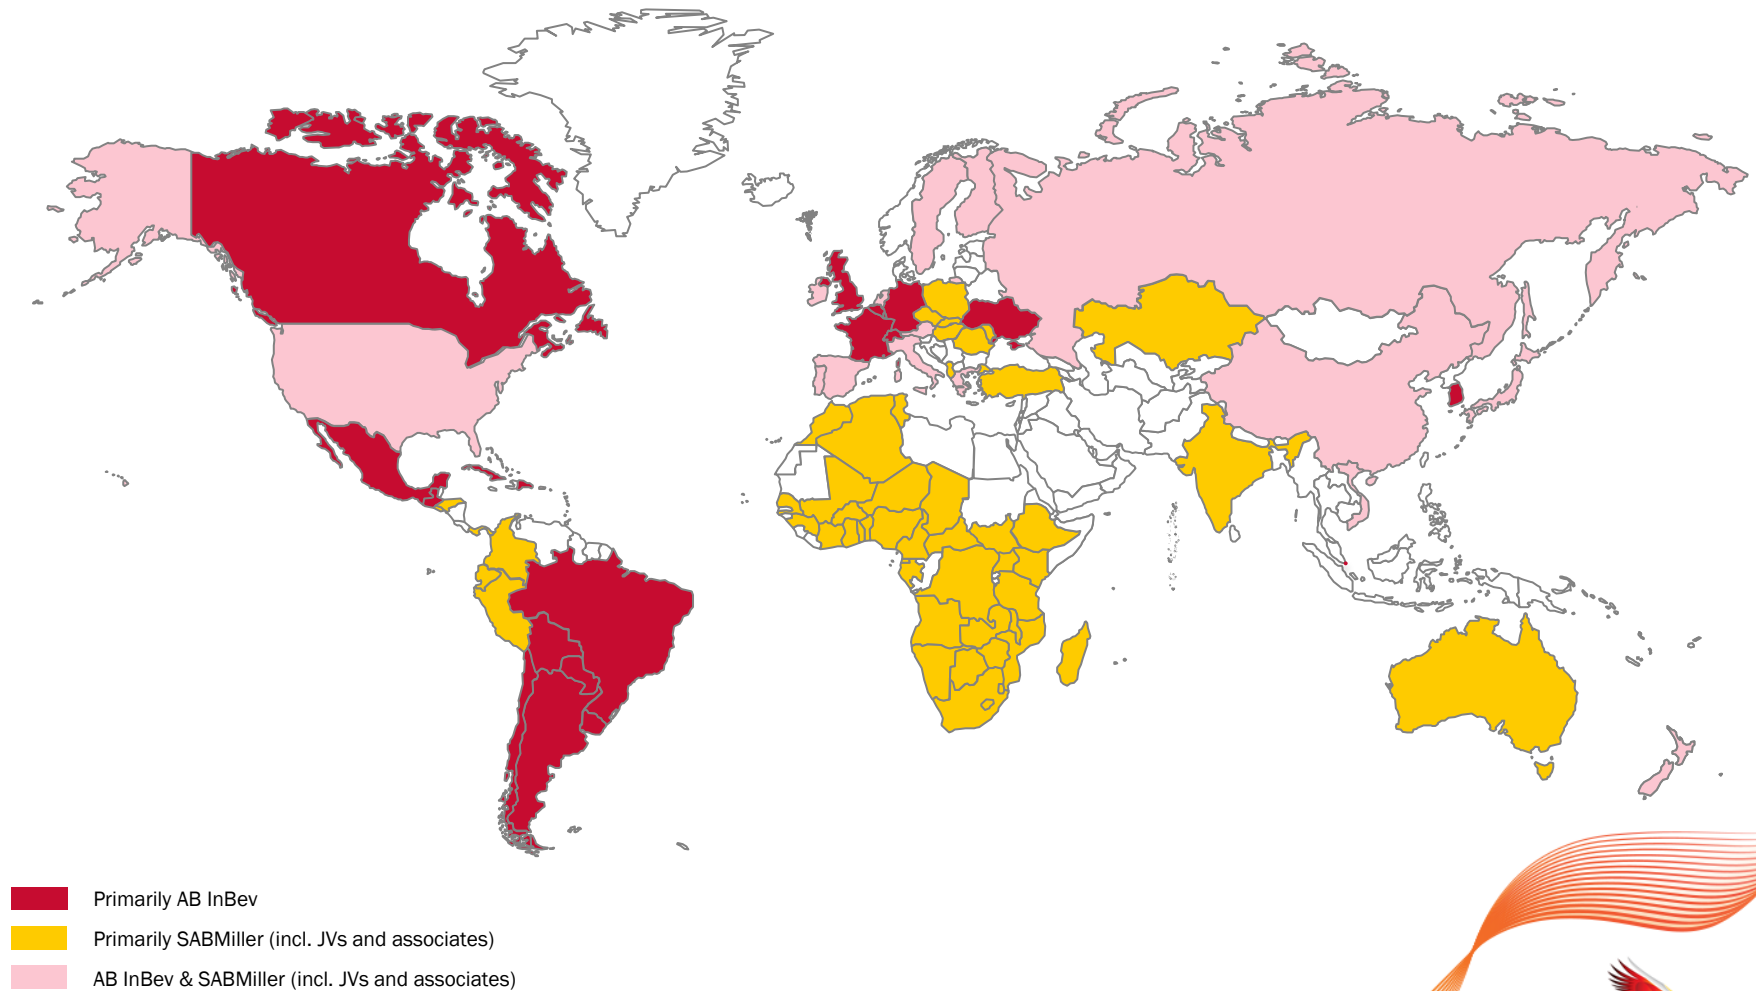 Primarily AB InBev
Primarily SABMiller (incl. JVs and associates)
AB InBev & SABMiller (incl. JVs and associates)